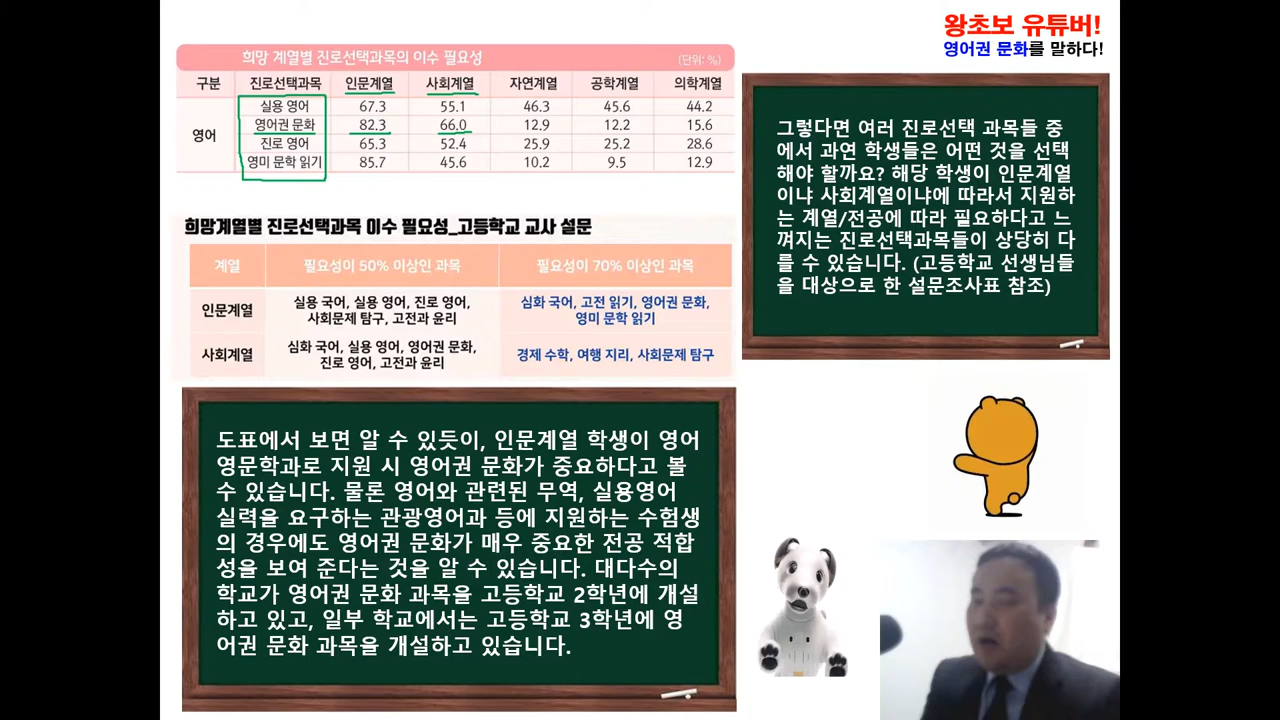 왕초보 유튜버!
영어권 문화를 말하다!
희망 계열별 진로선택과목의 이수 필요성
(단위: %)
구분 진로선택과목 인문계열 사회계열 자연계열 공학계열 의학계열
영어
실용 영어 67.3 55.1 46.3 45.6 44.2
영어권 문화 82.3 66.0 12.9 12.2 15.6
진로 영어 65.3 52.4 25.9 25.2 28.6
영미 문학 읽기 85.7 45.6 10.2 9.5 12.9
그렇다면 여러 진로선택 과목들 중
에서 과연 학생들은 어떤 것을 선택
해야 할까요? 해당 학생이 인문계열
이냐 사회계열이냐에 따라서 지원하
는 계열/전공에 따라 필요하다고 느
껴지는 진로선택과목들이 상당히 다
를 수 있습니다. (고등학교 선생님들
을 대상으로 한 설문조사표 참조)
희망계열별 진로선택과목 이수 필요성_고등학교 교사 설문
계열 필요성이 50% 이상인 과목 필요성이 70% 이상인 과목
인문계열
실용 국어, 실용 영어, 진로 영어,
사회문제 탐구, 고전과 윤리
심화 국어, 고전 읽기, 영어권 문화,
영미 문학 읽기
사회계열
심화 국어, 실용 영어, 영어권 문화,
진로 영어, 고전과 윤리
경제 수학, 여행 지리, 사회문제 탐구
도표에서 보면 알 수 있듯이, 인문계열 학생이 영어
영문학과로 지원 시 영어권 문화가 중요하다고 볼
수 있습니다. 물론 영어와 관련된 무역, 실용영어
실력을 요구하는 관광영어과 등에 지원하는 수험생
의 경우에도 영어권 문화가 매우 중요한 전공 적합
성을 보여 준다는 것을 알 수 있습니다. 대다수의
학교가 영어권 문화 과목을 고등학교 2학년에 개설
하고 있고, 일부 학교에서는 고등학교 3학년에 영
어권 문화 과목을 개설하고 있습니다.